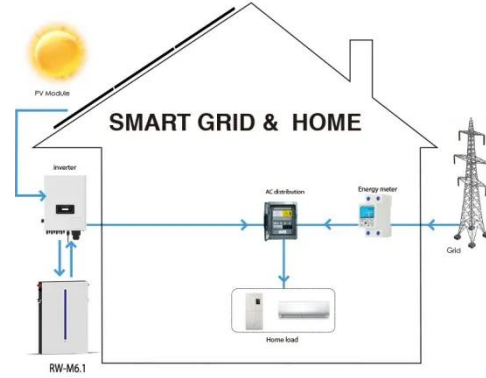 PV Module
SMART GRID & HOME
inverter
AC distribution
Energy meter
Grid
Home load
RW-M6.1